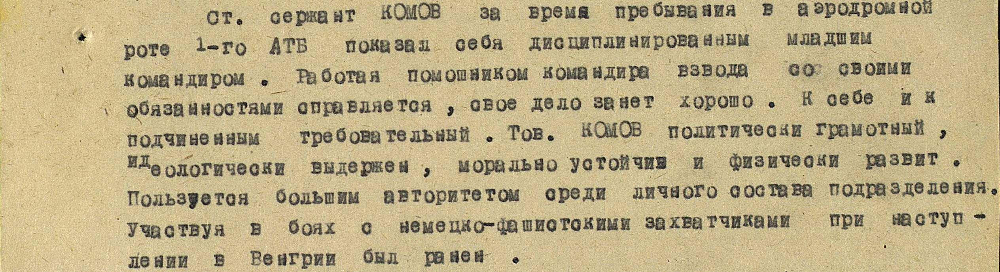 Ст. сержант КОМОВ за время пребывания в аэродромной
роте 1-го АТБ показал себя дисциплинированным младшим
командиром . Работая помошником командира взвода со своими
обязанностями справляется , свое дело занет хорошо . К себе и к
подчиненным требовательный . Тов. КОМОВ политически грамотный ,
идеологически выдержен , морально устойчив и физически развит .
Пользуется большим авторитетом среди личного состава подразделения.
Участвуя в боях с немецко-фашистскими захватчиками при наступ -
лении в Венгрии был ранен .